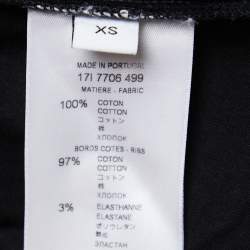 XS
MADE IN PORTUGAL
17I 7706 499
MATIERE - FABRIC
100% COTON
COTTON
コットン
棉
ХЛОПОК
BORDS COTES - RIBS
97% COTON
COTTON
コットン
棉
ХЛОПОК
3% ELASTHANNE
ELASTANE
ポリウレタン
ЭЛАСТАН